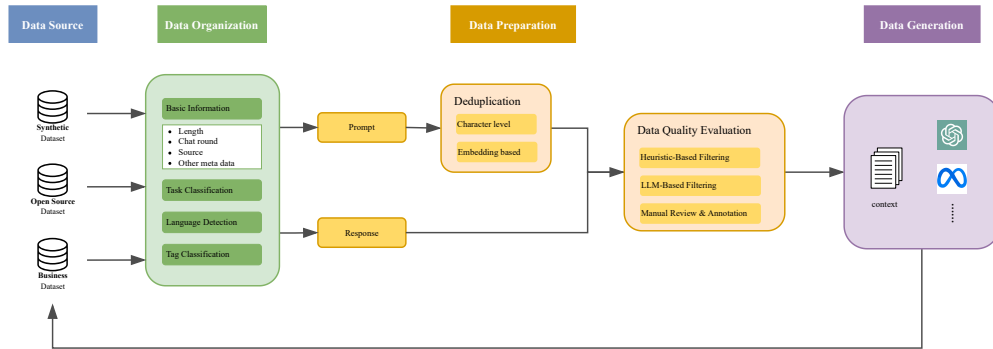 Data Source
Data Organization
Data Preparation
Data Generation
Synthetic
Dataset
Open Source
Dataset
Business
Dataset
Basic Information
• Length
• Chat round
• Source
• Other meta data
Task Classification
Language Detection
Tag Classification
Prompt
Response
Deduplication
Character level
Embedding based
Data Quality Evaluation
Heuristic-Based Filtering
LLM-Based Filtering
Manual Review & Annotation
context